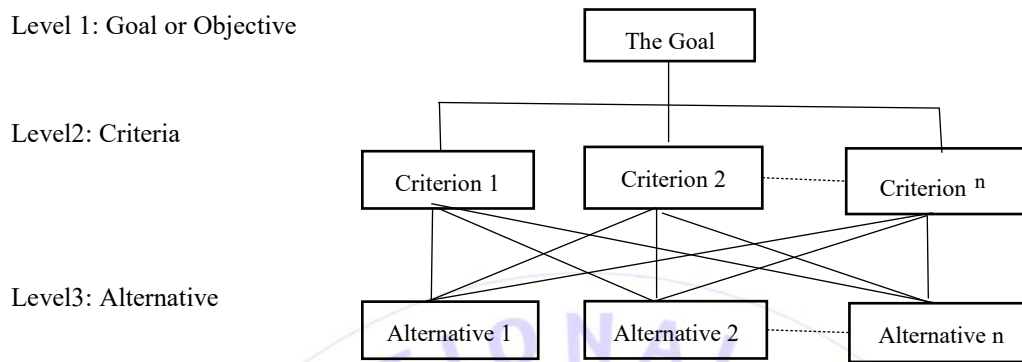 Level 1: Goal or Objective
The Goal
Level2: Criteria
Criterion 1
Criterion 2
Criterion n
Level3: Alternative
Alternative 1
Alternative 2
Alternative n